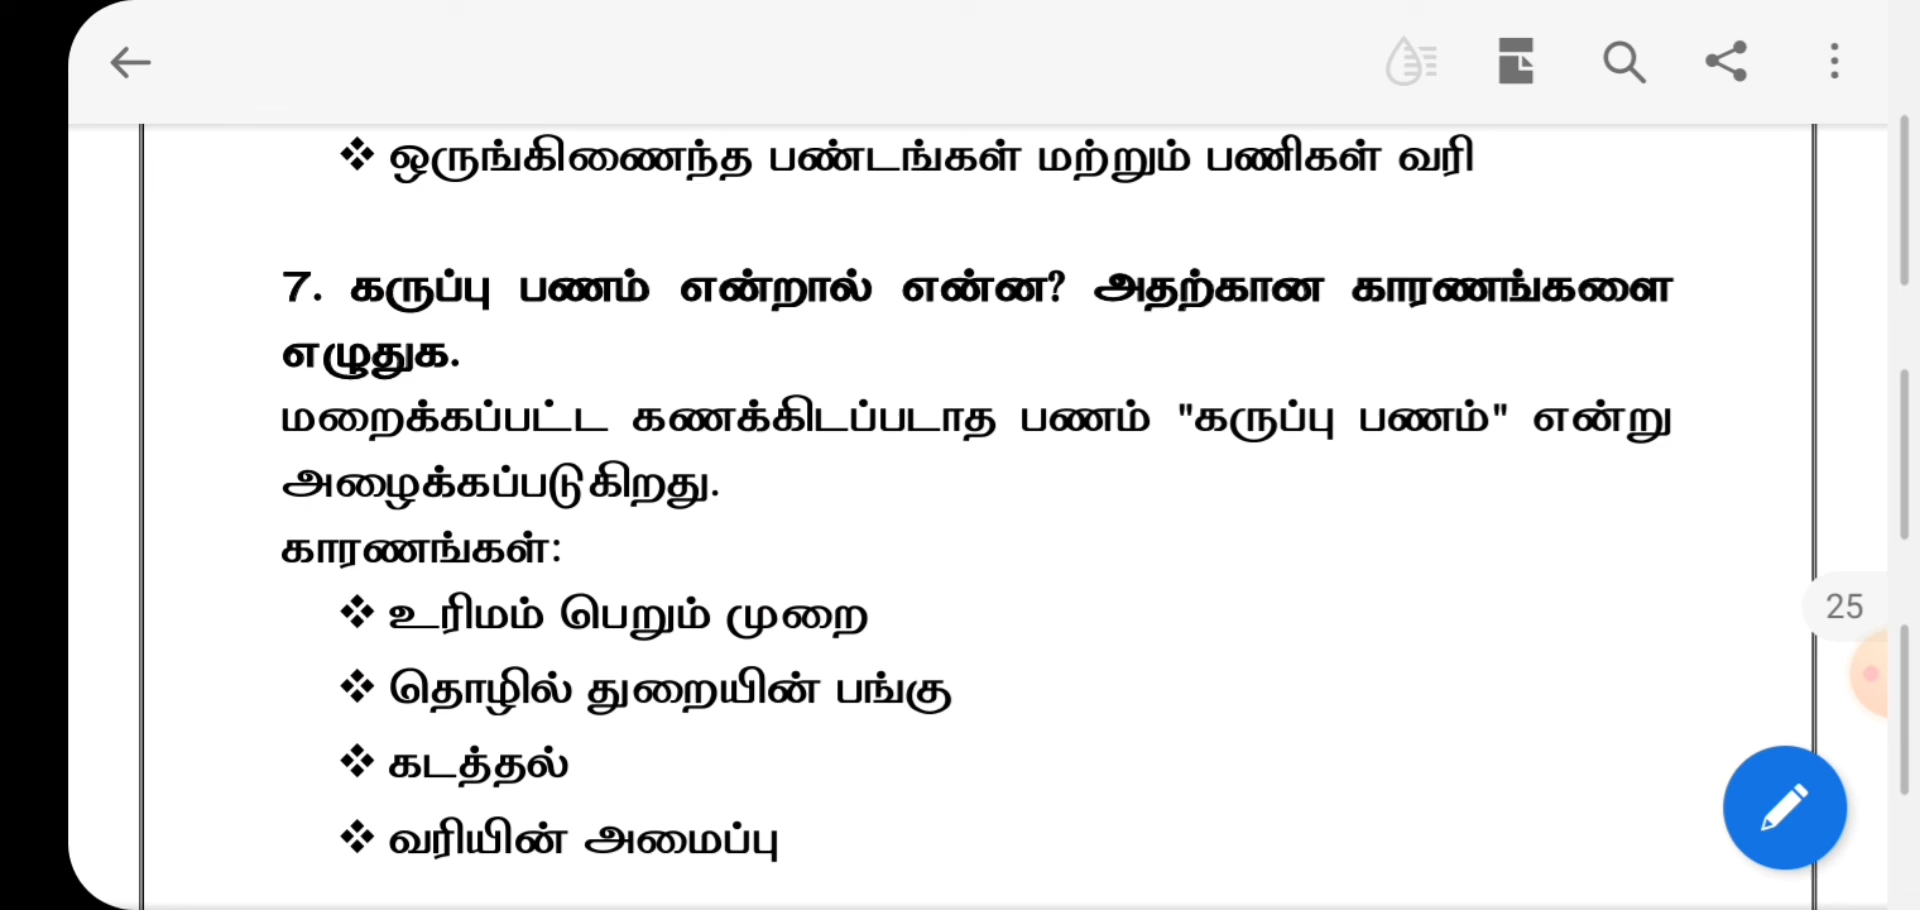 ❖ ஒருங்கிணைந்த பண்டங்கள் மற்றும் பணிகள் வரி
7. கருப்பு பணம் என்றால் என்ன? அதற்கான காரணங்களை
எழுதுக.
மறைக்கப்பட்ட கணக்கிடப்படாத பணம் "கருப்பு பணம்" என்று
அழைக்கப்படுகிறது.
காரணங்கள்:
❖ உரிமம் பெறும் முறை
25
❖ தொழில் துறையின் பங்கு
❖ கடத்தல்
❖ வரியின் அமைப்பு